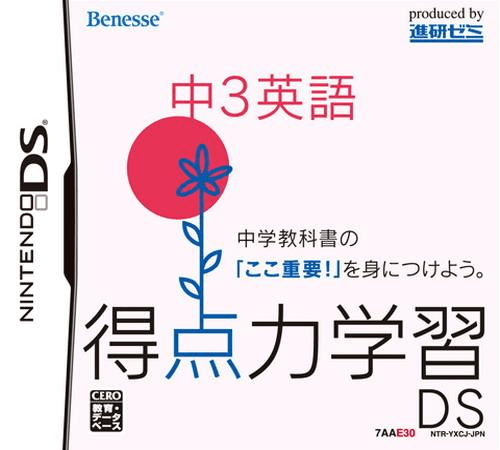 Benesse®
produced by
進研ゼミ
中3英語
NINTENDO DS
中学教科書の
「ここ重要!」を身につけよう。
得点力学習
DS
CERO
教育・
データ
ベース
7AAE30
NTR-YXCJ-JPN